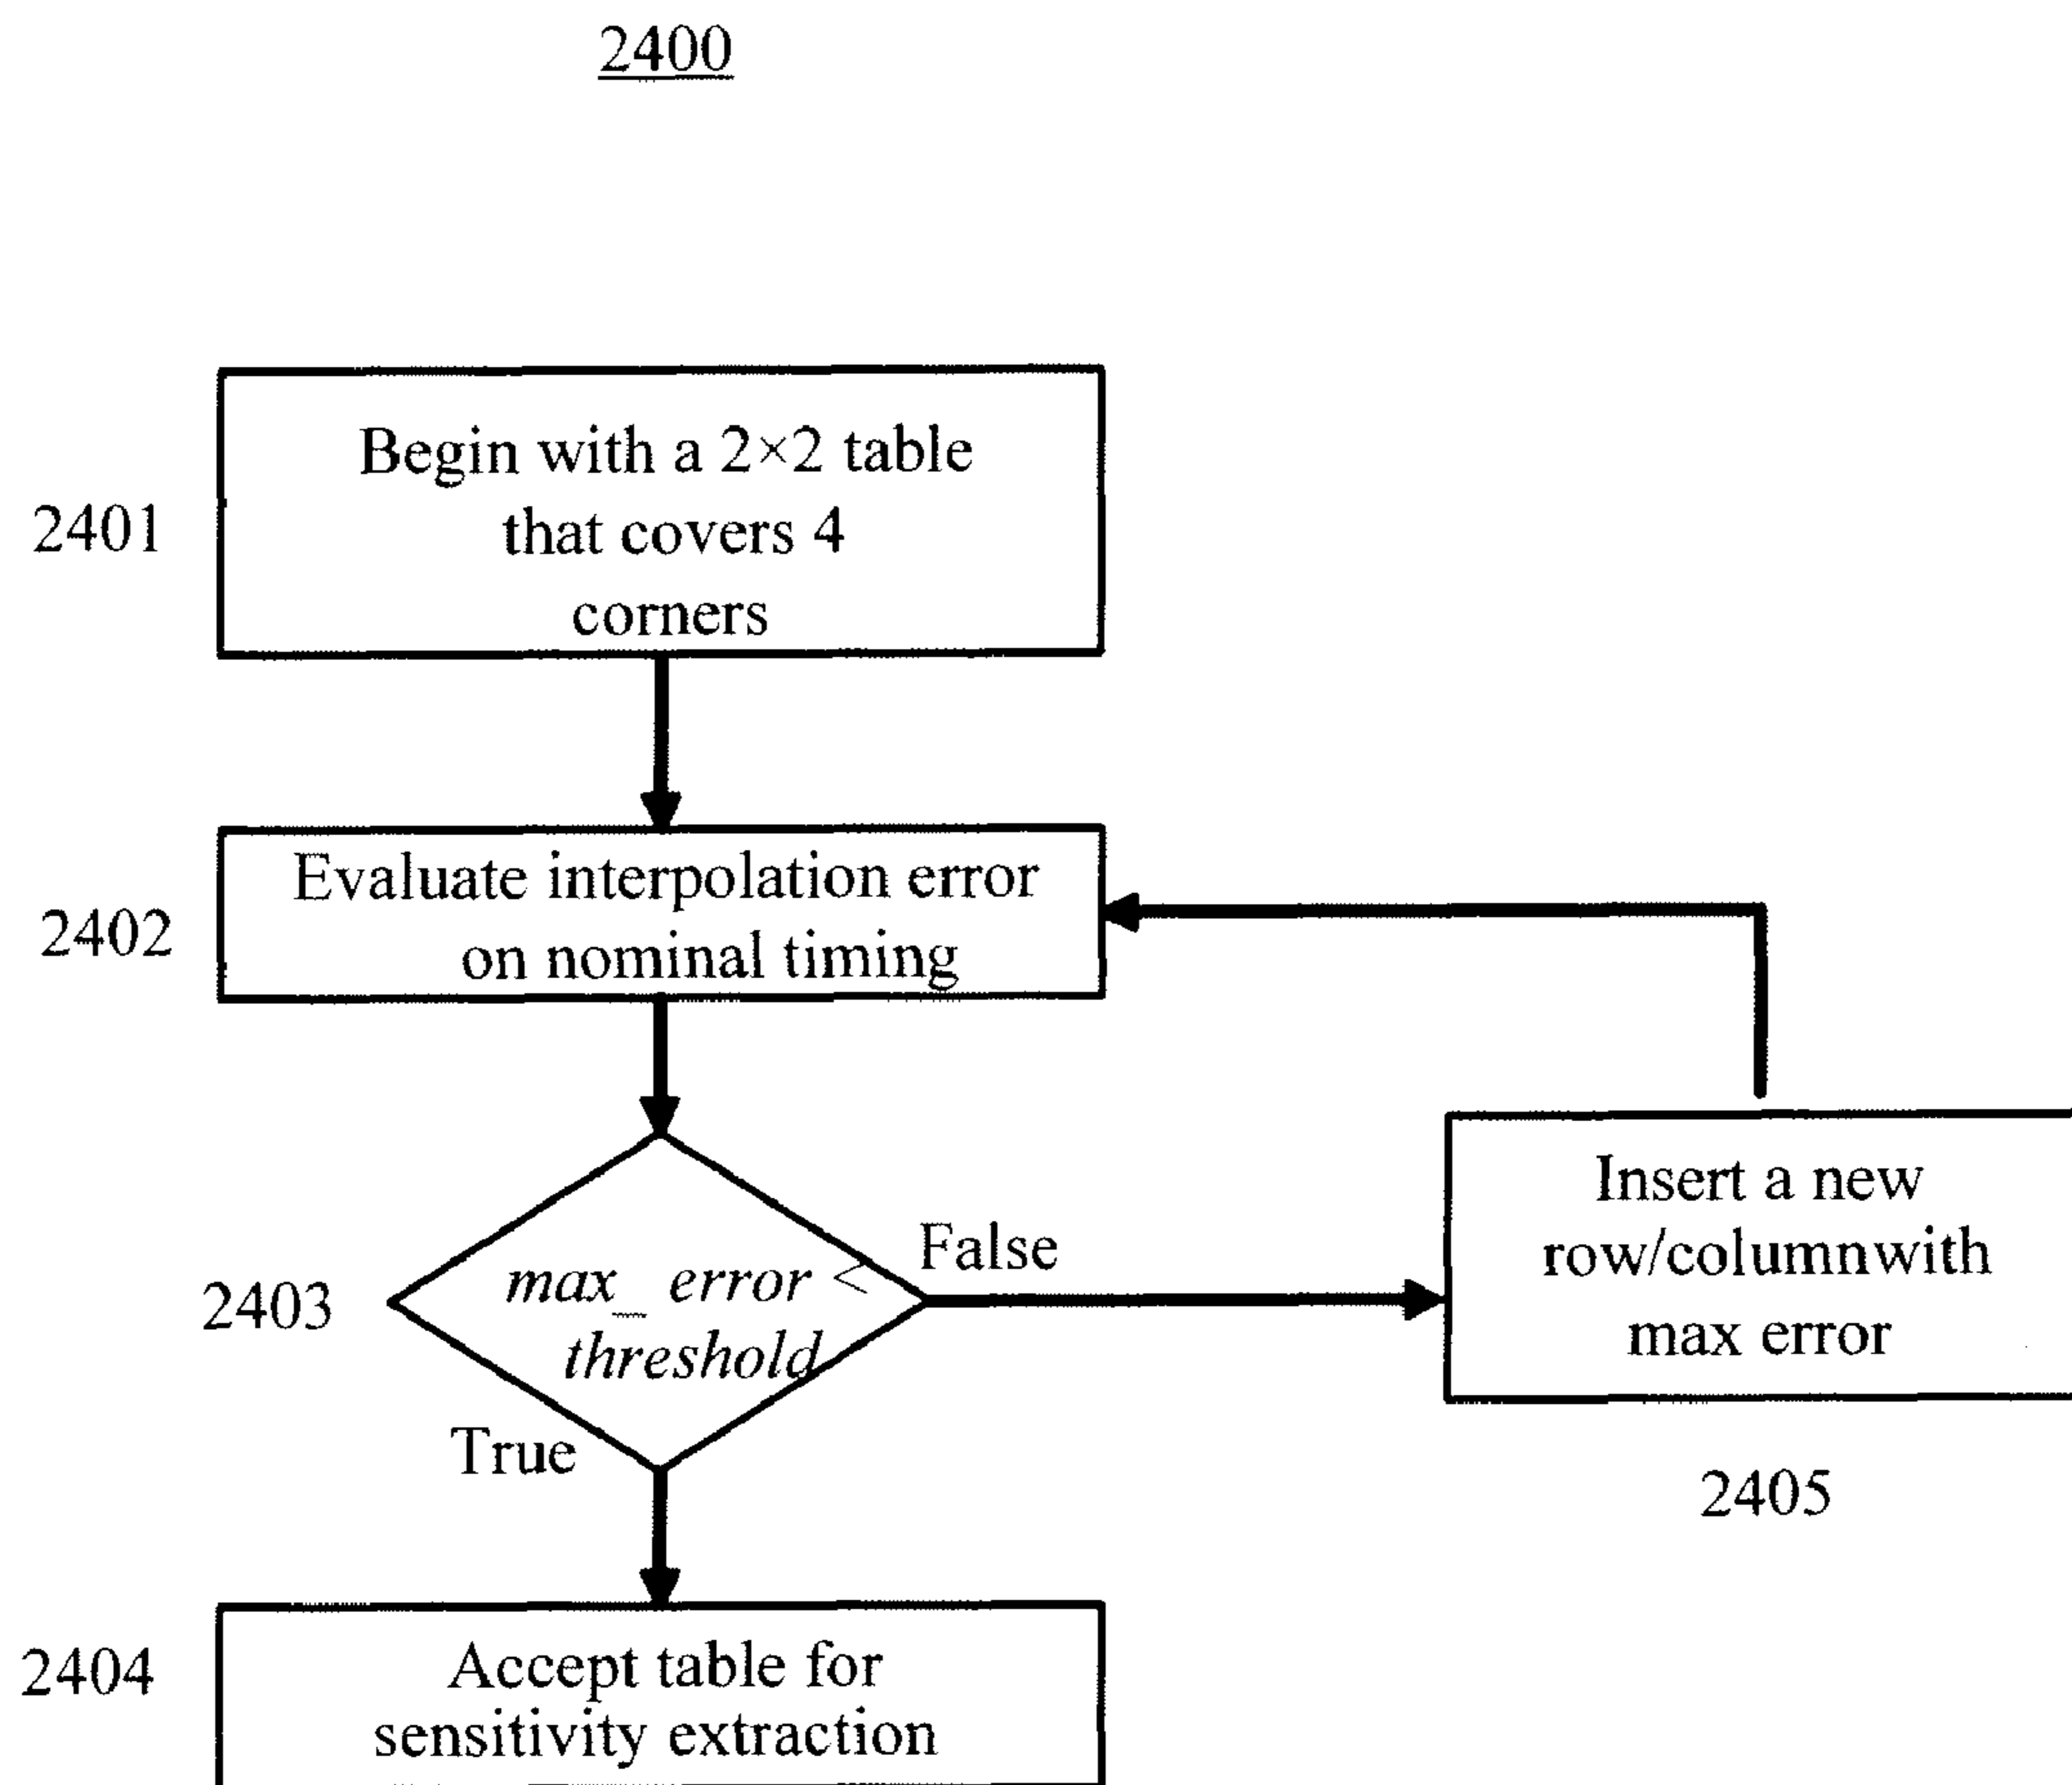 2400
2401
Begin with a 2×2 table
that covers 4
corners
2402
Evaluate interpolation error
on nominal timing
2403
max_ error <
threshold
False
True
Insert a new
row/columnwith
max error
2405
2404
Accept table for
sensitivity extraction